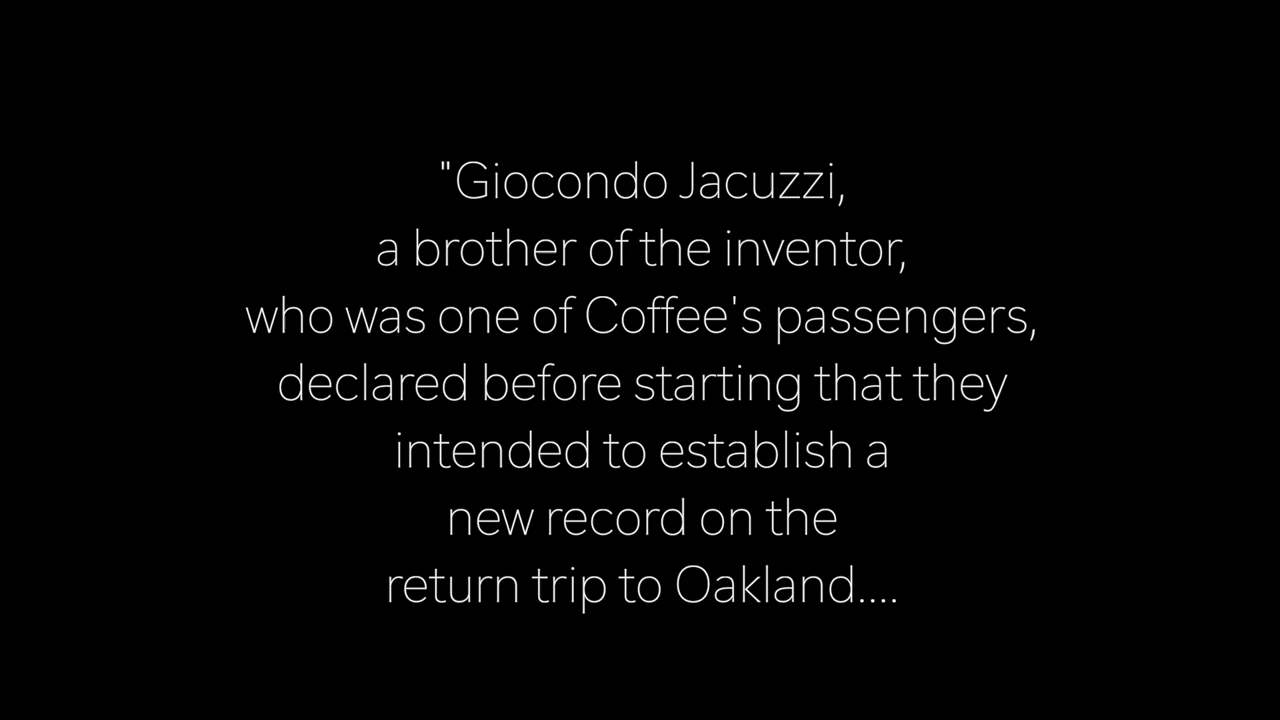 "Giocondo Jacuzzi,
a brother of the inventor,
who was one of Coffee's passengers,
declared before starting that they
intended to establish a
new record on the
return trip to Oakland....